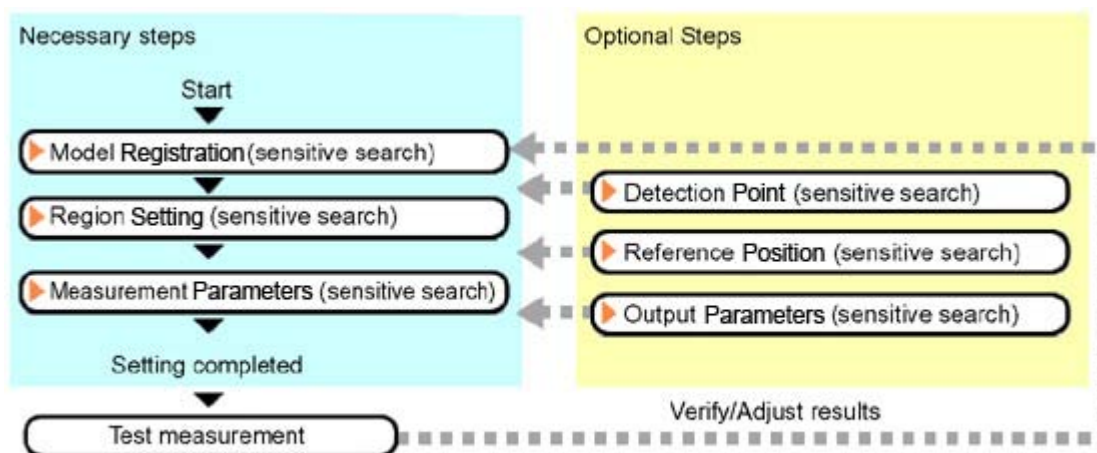 Necessary steps
Start
Model Registration (sensitive search)
Region Setting (sensitive search)
Measurement Parameters (sensitive search)
Setting completed
Test measurement
Optional Steps
Detection Point (sensitive search)
Reference Position (sensitive search)
Output Parameters (sensitive search)
Verify/Adjust results